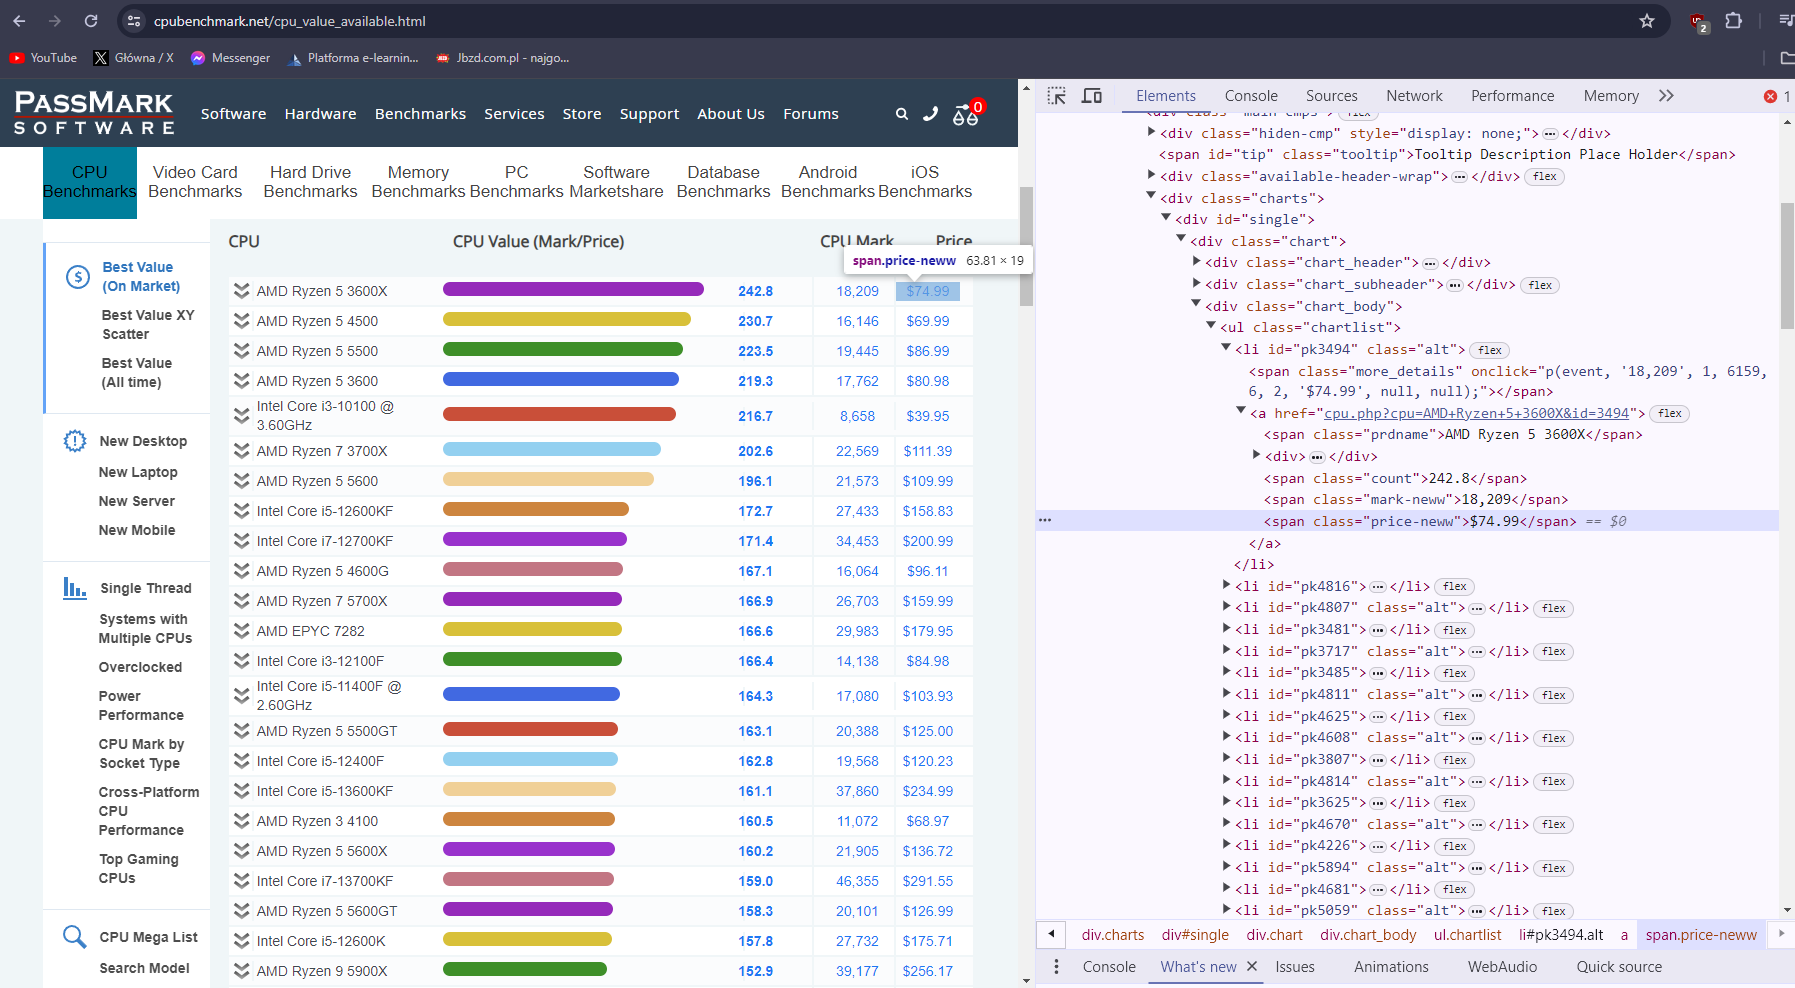 cpubenchmark.net/cpu_value_available.html
2
YouTube
Główna / X
Messenger
Platforma e-learnin...
Jbzd.com.pl - najgo...
PASSMARK
SOFTWARE
Software Hardware Benchmarks Services Store Support About Us Forums
0
CPU Benchmarks
Video Card Benchmarks
Hard Drive Benchmarks
Memory Benchmarks
PC Benchmarks
Software Marketshare
Database Benchmarks
Android Benchmarks
iOS Benchmarks
Best Value
(On Market)
Best Value XY
Scatter
Best Value
(All time)
New Desktop
New Laptop
New Server
New Mobile
Single Thread
Systems with
Multiple CPUs
Overclocked
Power
Performance
CPU Mark by
Socket Type
Cross-Platform
CPU
Performance
Top Gaming
CPUs
CPU Mega List
Search Model
CPU CPU Value (Mark/Price) CPU Mark Price
span.price-neww 63.81 × 19
AMD Ryzen 5 3600X 242.8 18,209 $74.99
AMD Ryzen 5 4500 230.7 16,146 $69.99
AMD Ryzen 5 5500 223.5 19,445 $86.99
AMD Ryzen 5 3600 219.3 17,762 $80.98
Intel Core i3-10100 @
3.60GHz 216.7 8,658 $39.95
AMD Ryzen 7 3700X 202.6 22,569 $111.39
AMD Ryzen 5 5600 196.1 21,573 $109.99
Intel Core i5-12600KF 172.7 27,433 $158.83
Intel Core i7-12700KF 171.4 34,453 $200.99
AMD Ryzen 5 4600G 167.1 16,064 $96.11
AMD Ryzen 7 5700X 166.9 26,703 $159.99
AMD EPYC 7282 166.6 29,983 $179.95
Intel Core i3-12100F 166.4 14,138 $84.98
Intel Core i5-11400F @
2.60GHz 164.3 17,080 $103.93
AMD Ryzen 5 5500GT 163.1 20,388 $125.00
Intel Core i5-12400F 162.8 19,568 $120.23
Intel Core i5-13600KF 161.1 37,860 $234.99
AMD Ryzen 3 4100 160.5 11,072 $68.97
AMD Ryzen 5 5600X 160.2 21,905 $136.72
Intel Core i7-13700KF 159.0 46,355 $291.55
AMD Ryzen 5 5600GT 158.3 20,101 $126.99
Intel Core i5-12600K 157.8 27,732 $175.71
AMD Ryzen 9 5900X 152.9 39,177 $256.17
Elements Console Sources Network Performance Memory 1
<div class="main-cmps"> flex
<div class="hiden-cmp" style="display: none;">…</div>
<span id="tip" class="tooltip">Tooltip Description Place Holder</span>
<div class="available-header-wrap">…</div> flex
<div class="charts">
<div id="single">
<div class="chart">
<div class="chart_header">…</div>
<div class="chart_subheader">…</div> flex
<div class="chart_body">
<ul class="chartlist">
<li id="pk3494" class="alt"> flex
<span class="more_details" onclick="p(event, '18,209', 1, 6159,
6, 2, '$74.99', null, null);"></span>
<a href="cpu.php?cpu=AMD+Ryzen+5+3600X&id=3494"> flex
<span class="prdname">AMD Ryzen 5 3600X</span>
<div>…</div>
<span class="count">242.8</span>
<span class="mark-neww">18,209</span>
<span class="price-neww">$74.99</span> == $0
</a>
</li>
<li id="pk4816">…</li> flex
<li id="pk4807" class="alt">…</li> flex
<li id="pk3481">…</li> flex
<li id="pk3717" class="alt">…</li> flex
<li id="pk3485">…</li> flex
<li id="pk4811" class="alt">…</li> flex
<li id="pk4625">…</li> flex
<li id="pk4608" class="alt">…</li> flex
<li id="pk3807">…</li> flex
<li id="pk4814" class="alt">…</li> flex
<li id="pk3625">…</li> flex
<li id="pk4670" class="alt">…</li> flex
<li id="pk4226">…</li> flex
<li id="pk5894" class="alt">…</li> flex
<li id="pk4681">…</li> flex
<li id="pk5059" class="alt">…</li> flex
div.charts div#single div.chart div.chart_body ul.chartlist li#pk3494.alt a span.price-neww
Console What's new Issues Animations WebAudio Quick source